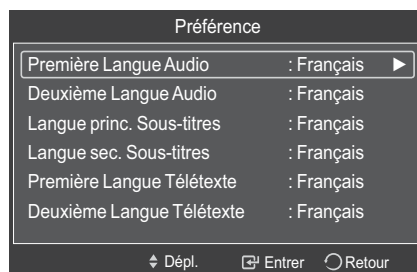 Préférence
Première Langue Audio : Français
Deuxième Langue Audio : Français
Langue princ. Sous-titres : Français
Langue sec. Sous-titres : Français
Première Langue Télétexte : Français
Deuxième Langue Télétexte : Français
Dépl. Entrer Retour